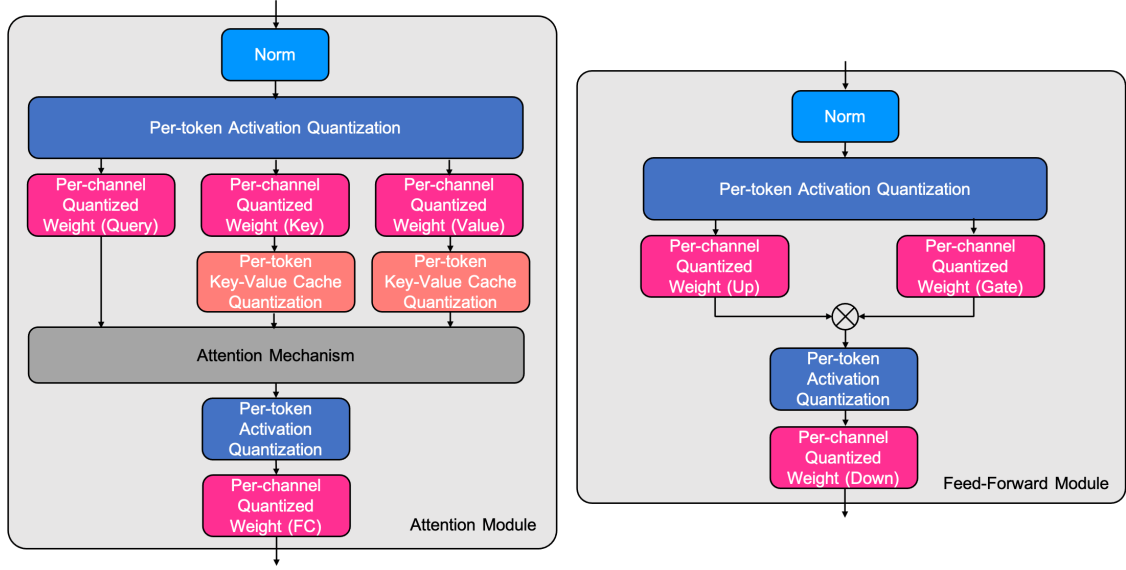 Norm
Per-token Activation Quantization
Per-channel
Quantized
Weight (Query)
Per-channel
Quantized
Weight (Key)
Per-channel
Quantized
Weight (Value)
Per-token
Key-Value Cache
Quantization
Per-token
Key-Value Cache
Quantization
Attention Mechanism
Per-token
Activation
Quantization
Per-channel
Quantized
Weight (FC)
Attention Module
Norm
Per-token Activation Quantization
Per-channel
Quantized
Weight (Up)
Per-channel
Quantized
Weight (Gate)
Per-token
Activation
Quantization
Per-channel
Quantized
Weight (Down)
Feed-Forward Module